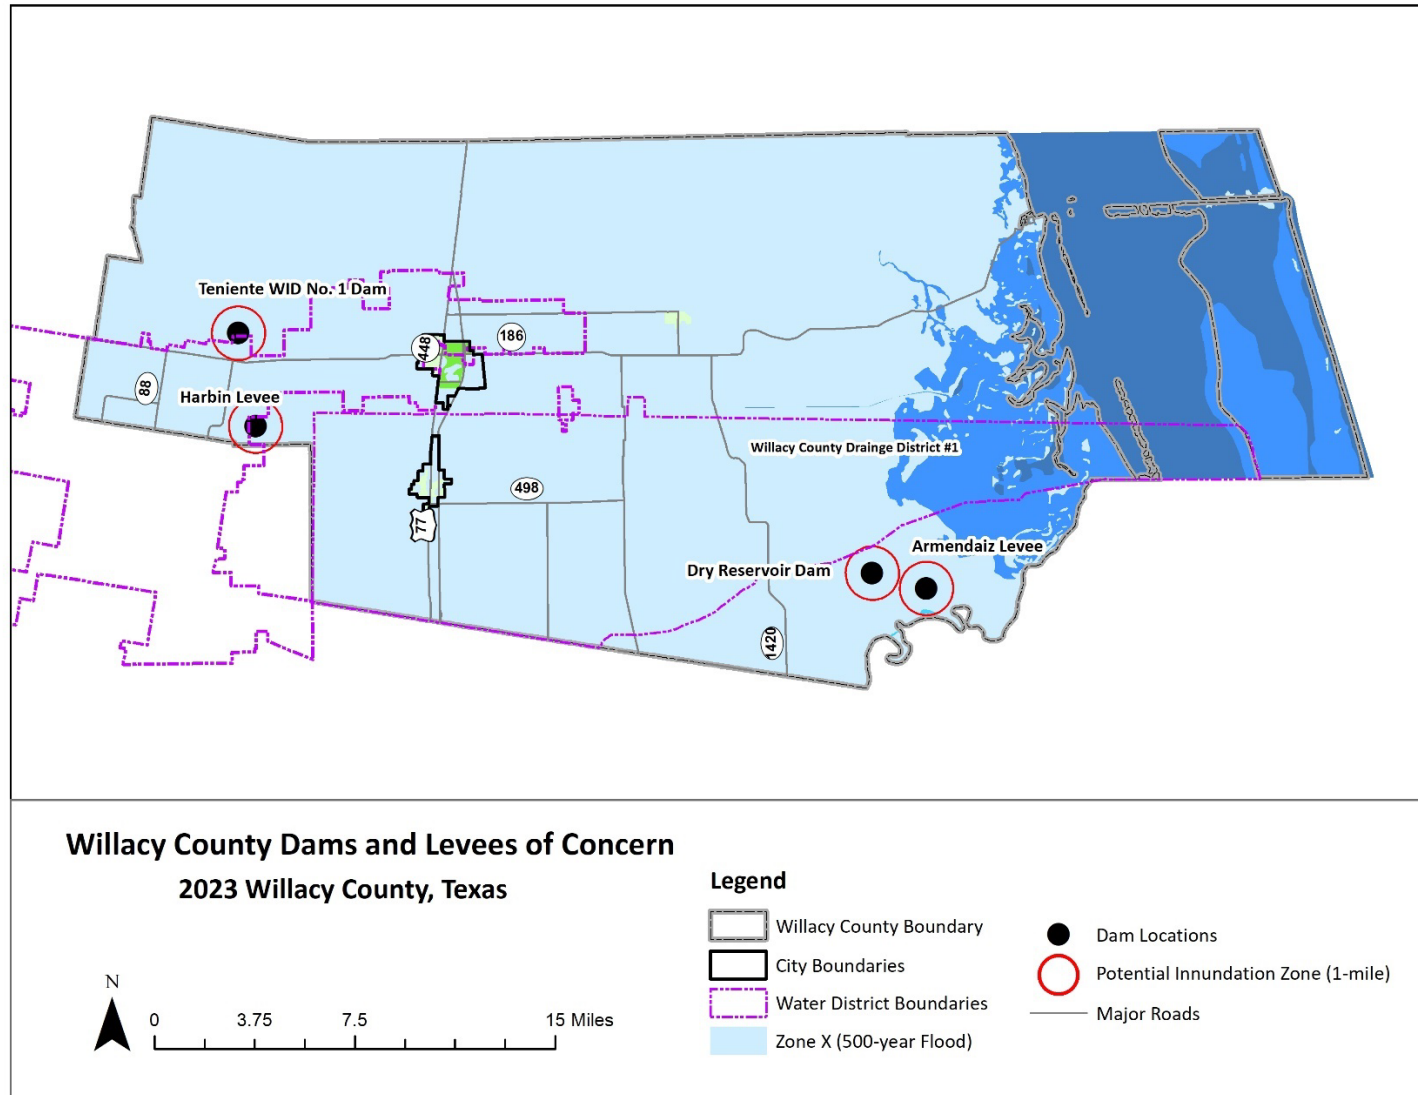 Teniente WID No. 1 Dam
448
186
88
Harbin Levee
Willacy County Drainge District #1
498
77
Armendaiz Levee
Dry Reservoir Dam
1420
Willacy County Dams and Levees of Concern
2023 Willacy County, Texas
N
0 3.75 7.5 15 Miles
Legend
Willacy County Boundary
City Boundaries
Water District Boundaries
Zone X (500-year Flood)
Dam Locations
Potential Innundation Zone (1-mile)
Major Roads